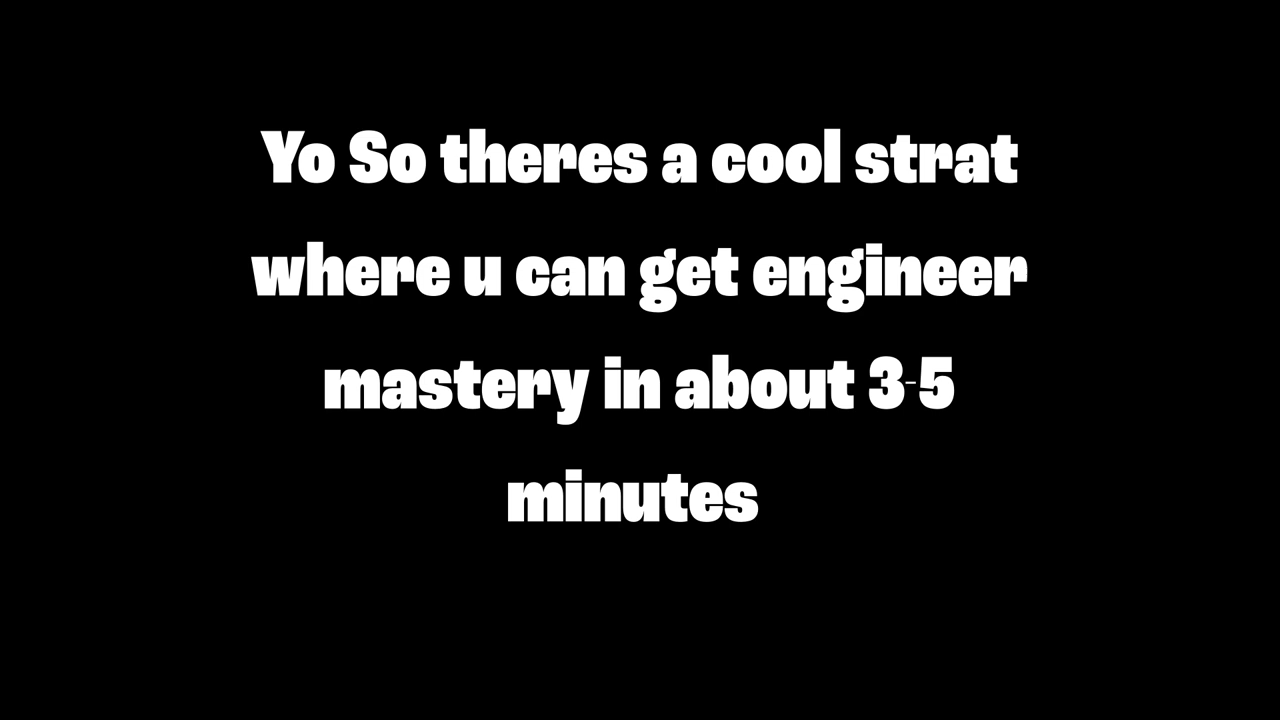 Yo So theres a cool strat
where u can get engineer
mastery in about 3-5
minutes